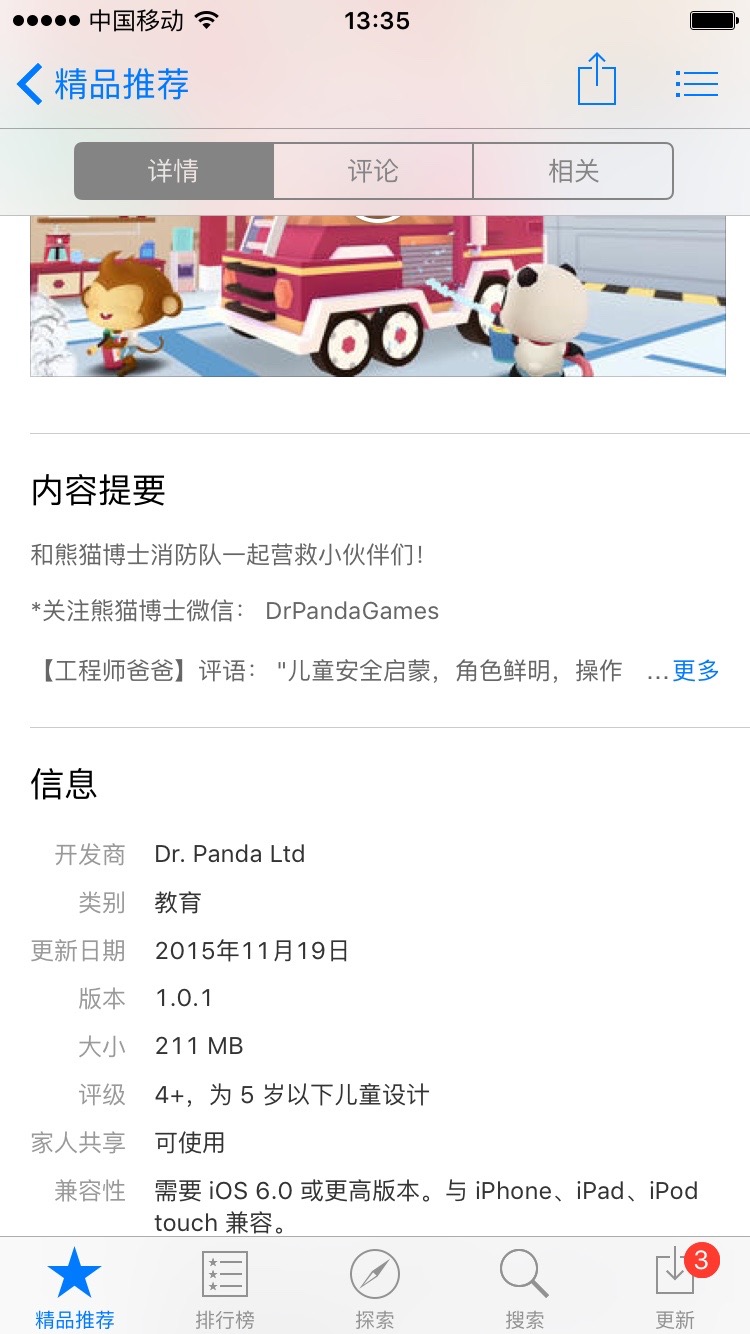 中国移动
13:35
精品推荐
详情
评论
相关
内容提要
和熊猫博士消防队一起营救小伙伴们!
*关注熊猫博士微信： DrPandaGames
【工程师爸爸】评语： "儿童安全启蒙，角色鲜明，操作 ...更多
信息
开发商 Dr. Panda Ltd
类别 教育
更新日期 2015年11月19日
版本 1.0.1
大小 211 MB
评级 4+，为 5 岁以下儿童设计
家人共享 可使用
兼容性 需要 iOS 6.0 或更高版本。与 iPhone、iPad、iPod
touch 兼容。
3
精品推荐
排行榜
探索
搜索
更新